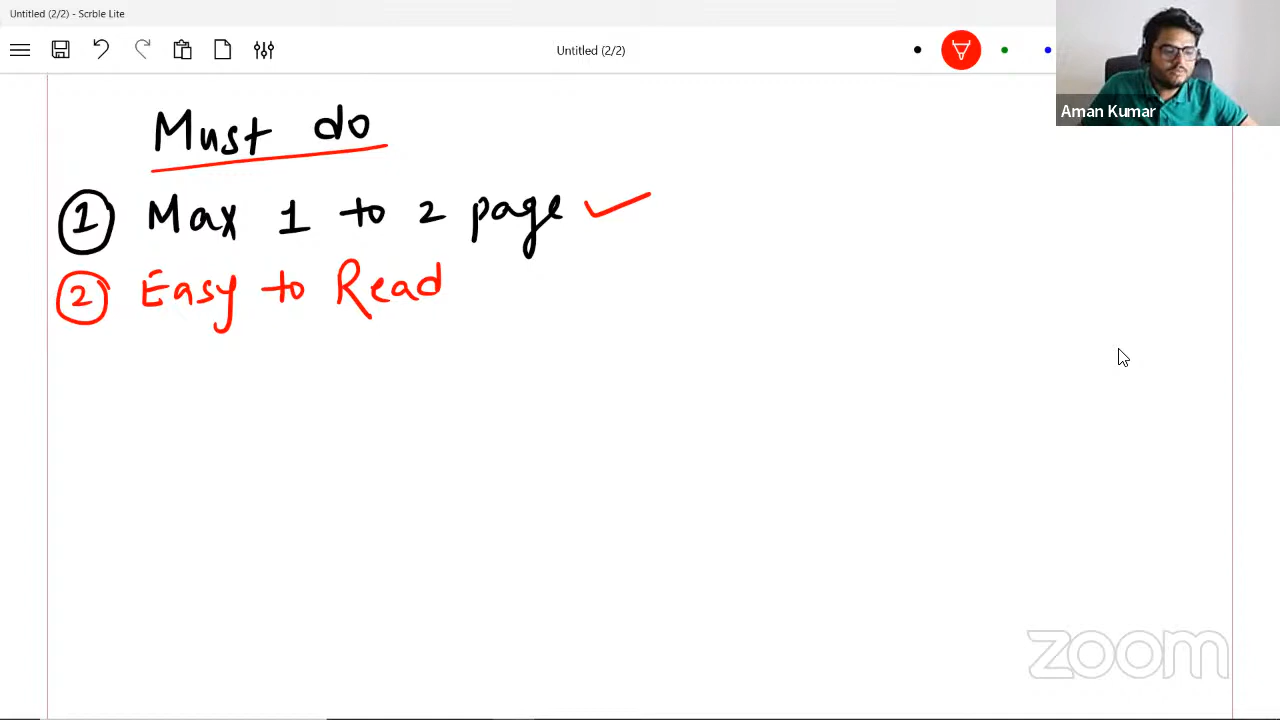 Untitled (2/2) - Scrble Lite
Untitled (2/2)
Aman Kumar
Must do
1 Max 1 to 2 page
2 Easy to Read
zoom